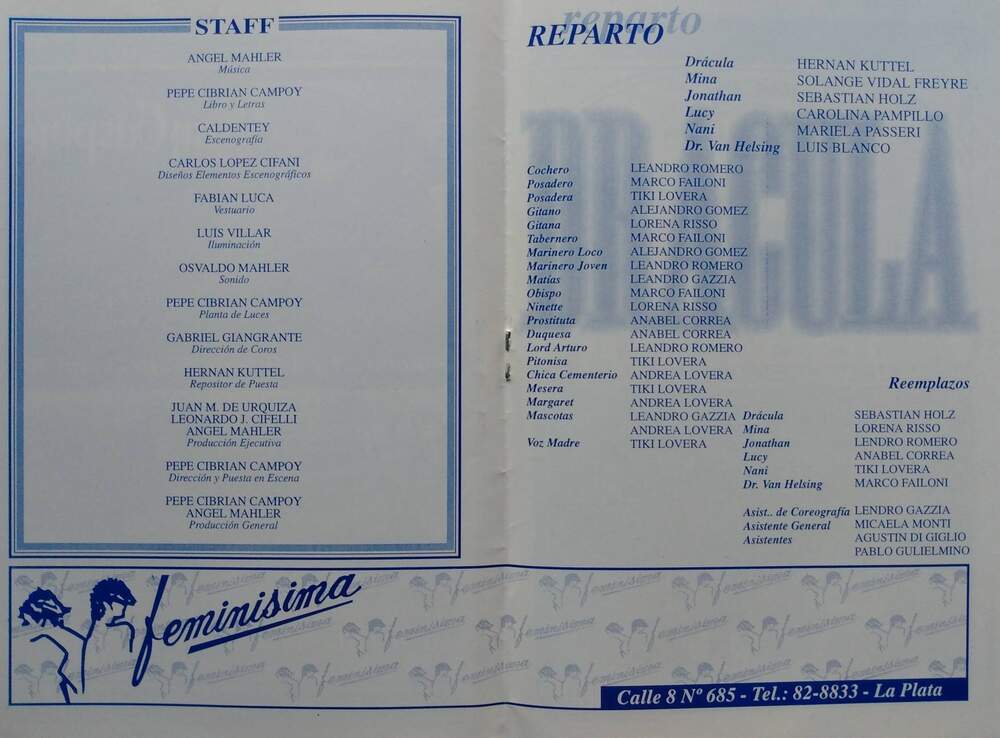 STAFF
ANGEL MAHLER
Música
PEPE CIBRIAN CAMPOY
Libro y Letras
CALDENTEY
Escenografía
CARLOS LOPEZ CIFANI
Diseños Elementos Escenográficos
FABIAN LUCA
Vestuario
LUIS VILLAR
Iluminación
OSVALDO MAHLER
Sonido
PEPE CIBRIAN CAMPOY
Planta de Luces
GABRIEL GIANGRANTE
Dirección de Coros
HERNAN KUTTEL
Repositor de Puesta
JUAN M. DE URQUIZA
LEONARDO J. CIFELLI
ANGEL MAHLER
Producción Ejecutiva
PEPE CIBRIAN CAMPOY
Dirección y Puesta en Escena
PEPE CIBRIAN CAMPOY
ANGEL MAHLER
Producción General
reparto
REPARTO
Drácula HERNAN KUTTEL
Mina SOLANGE VIDAL FREYRE
Jonathan SEBASTIAN HOLZ
Lucy CAROLINA PAMPILLO
Nani MARIELA PASSERI
Dr. Van Helsing LUIS BLANCO
Cochero LEANDRO ROMERO
Posadero MARCO FAILONI
Posadera TIKI LOVERA
Gitano ALEJANDRO GOMEZ
Gitana LORENA RISSO
Tabernero MARCO FAILONI
Marinero Loco ALEJANDRO GOMEZ
Marinero Joven LEANDRO ROMERO
Matías LEANDRO GAZZIA
Obispo MARCO FAILONI
Ninette LORENA RISSO
Prostituta ANABEL CORREA
Duquesa ANABEL CORREA
Lord Arturo LEANDRO ROMERO
Pitonisa TIKI LOVERA
Chica Cementerio ANDREA LOVERA
Mesera TIKI LOVERA
Margaret ANDREA LOVERA
Mascotas LEANDRO GAZZIA
ANDREA LOVERA
Voz Madre TIKI LOVERA
Reemplazos
Drácula SEBASTIAN HOLZ
Mina LORENA RISSO
Jonathan LENDRO ROMERO
Lucy ANABEL CORREA
Nani TIKI LOVERA
Dr. Van Helsing MARCO FAILONI
Asist.. de Coreografía LENDRO GAZZIA
Asistente General MICAELA MONTI
Asistentes AGUSTIN DI GIGLIO
PABLO GULIELMINO
feminisima
Calle 8 Nº 685 - Tel.: 82-8833 - La Plata